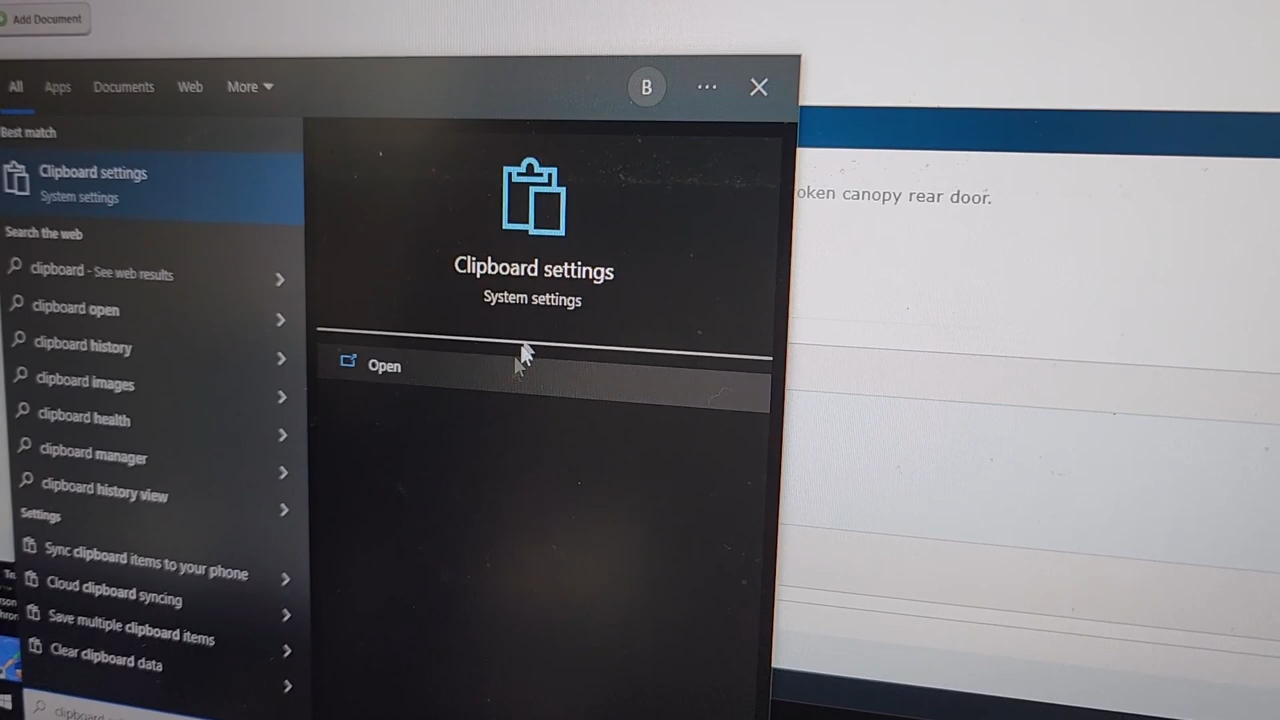 Add Document
All Apps Documents Web More
B
Best match
Clipboard settings
System settings
Search the web
clipboard - See web results
clipboard open
clipboard history
clipboard images
clipboard health
clipboard manager
clipboard history view
Settings
Sync clipboard items to your phone
Cloud clipboard syncing
Save multiple clipboard items
Clear clipboard data
clipboard
Clipboard settings
System settings
Open
oken canopy rear door.